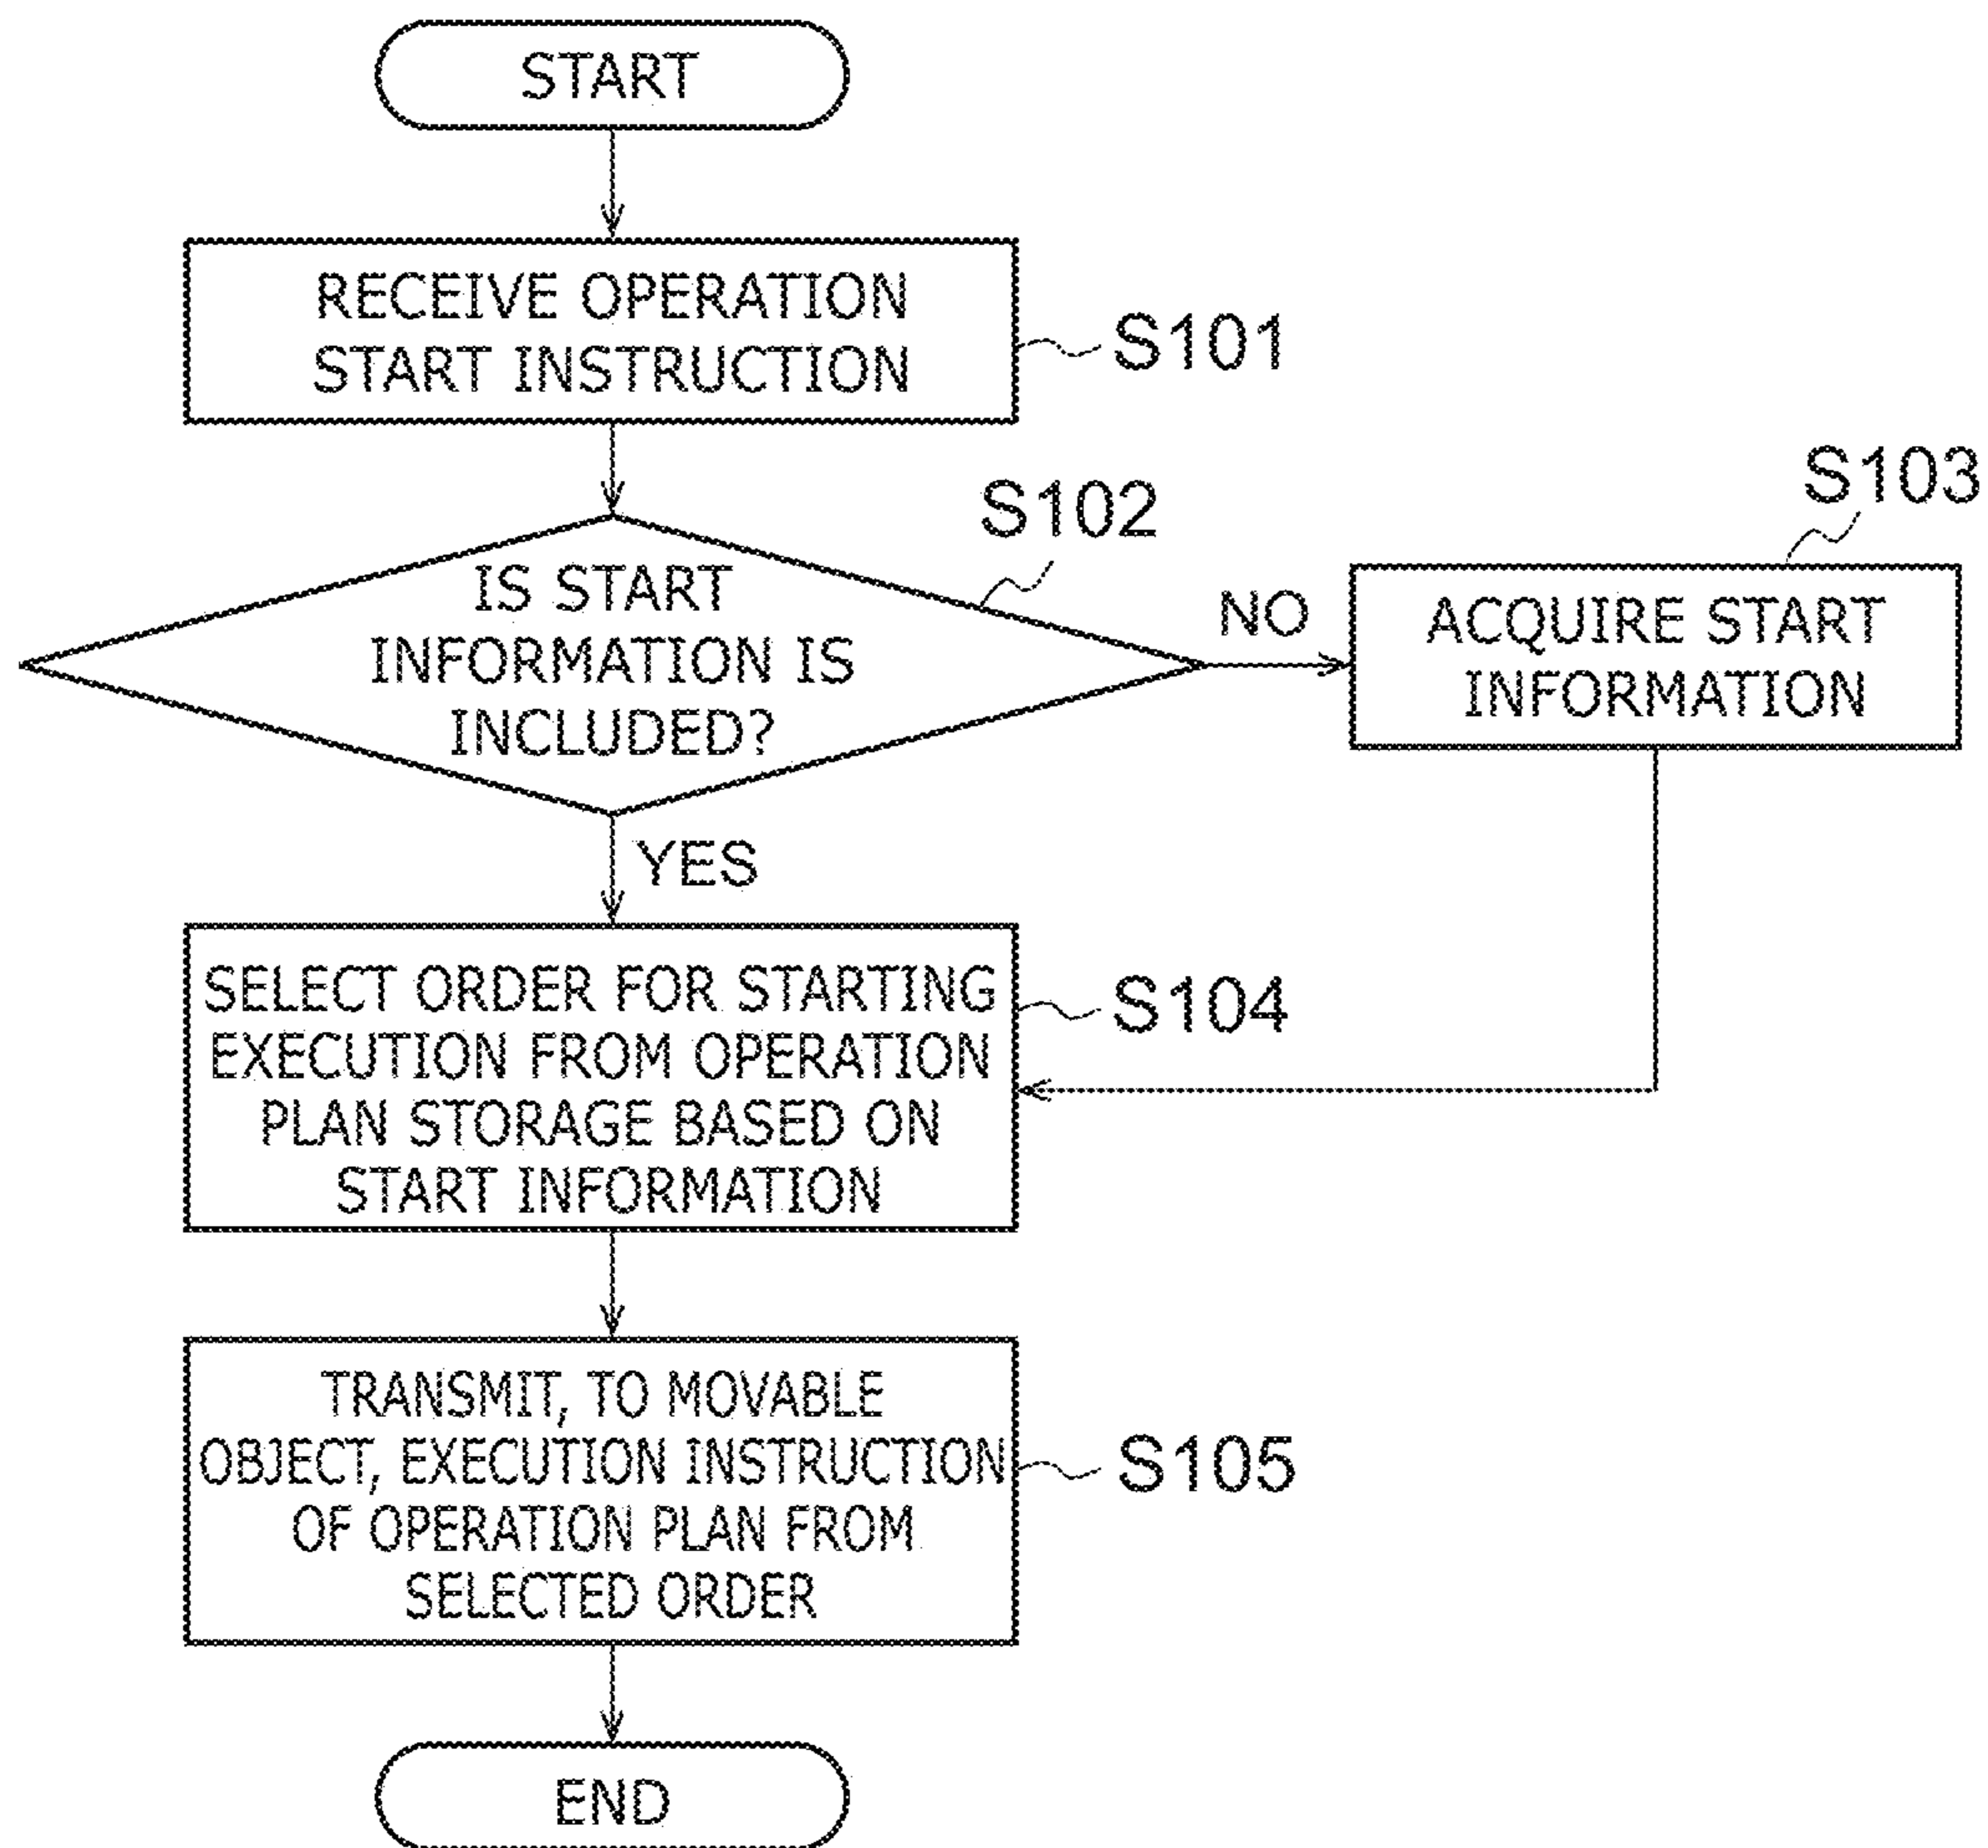 START
RECEIVE OPERATION
START INSTRUCTION
S101
S102
IS START
INFORMATION IS
INCLUDED?
NO
S103
ACQUIRE START
INFORMATION
YES
SELECT ORDER FOR STARTING
EXECUTION FROM OPERATION
PLAN STORAGE BASED ON
START INFORMATION
S104
TRANSMIT, TO MOVABLE
OBJECT, EXECUTION INSTRUCTION
OF OPERATION PLAN FROM
SELECTED ORDER
S105
END